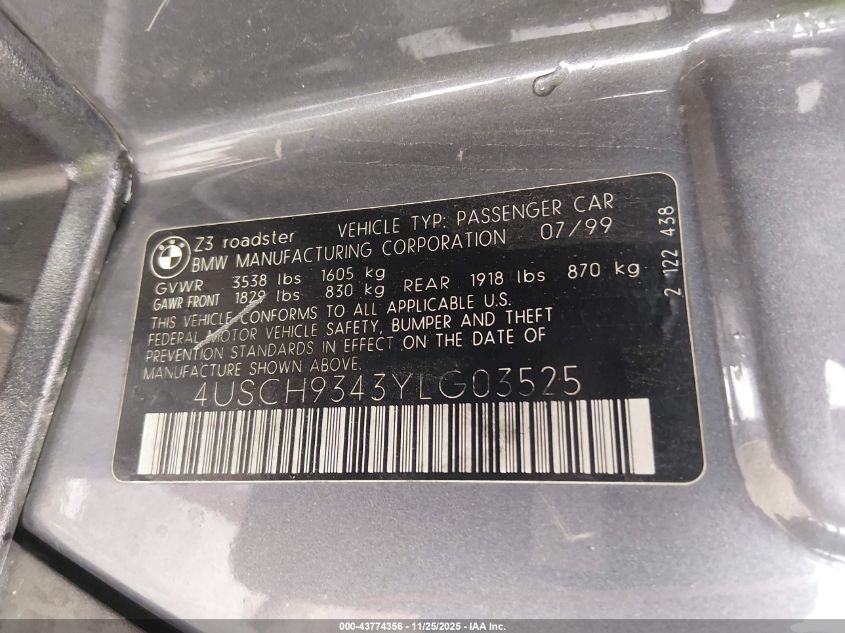 BMW
Z3 roadster VEHICLE TYP: PASSENGER CAR
BMW MANUFACTURING CORPORATION 07/99
GVWR 3538 lbs 1605 kg
GAWR FRONT 1829 lbs 830 kg REAR 1918 lbs 870 kg
THIS VEHICLE CONFORMS TO ALL APPLICABLE U.S.
FEDERAL MOTOR VEHICLE SAFETY, BUMPER AND THEFT
PREVENTION STANDARDS IN EFFECT ON THE DATE OF
MANUFACTURE SHOWN ABOVE.
4USCH9343YLG03525
2 122 438
000-43774356 - 11/25/2025 - IAA Inc.